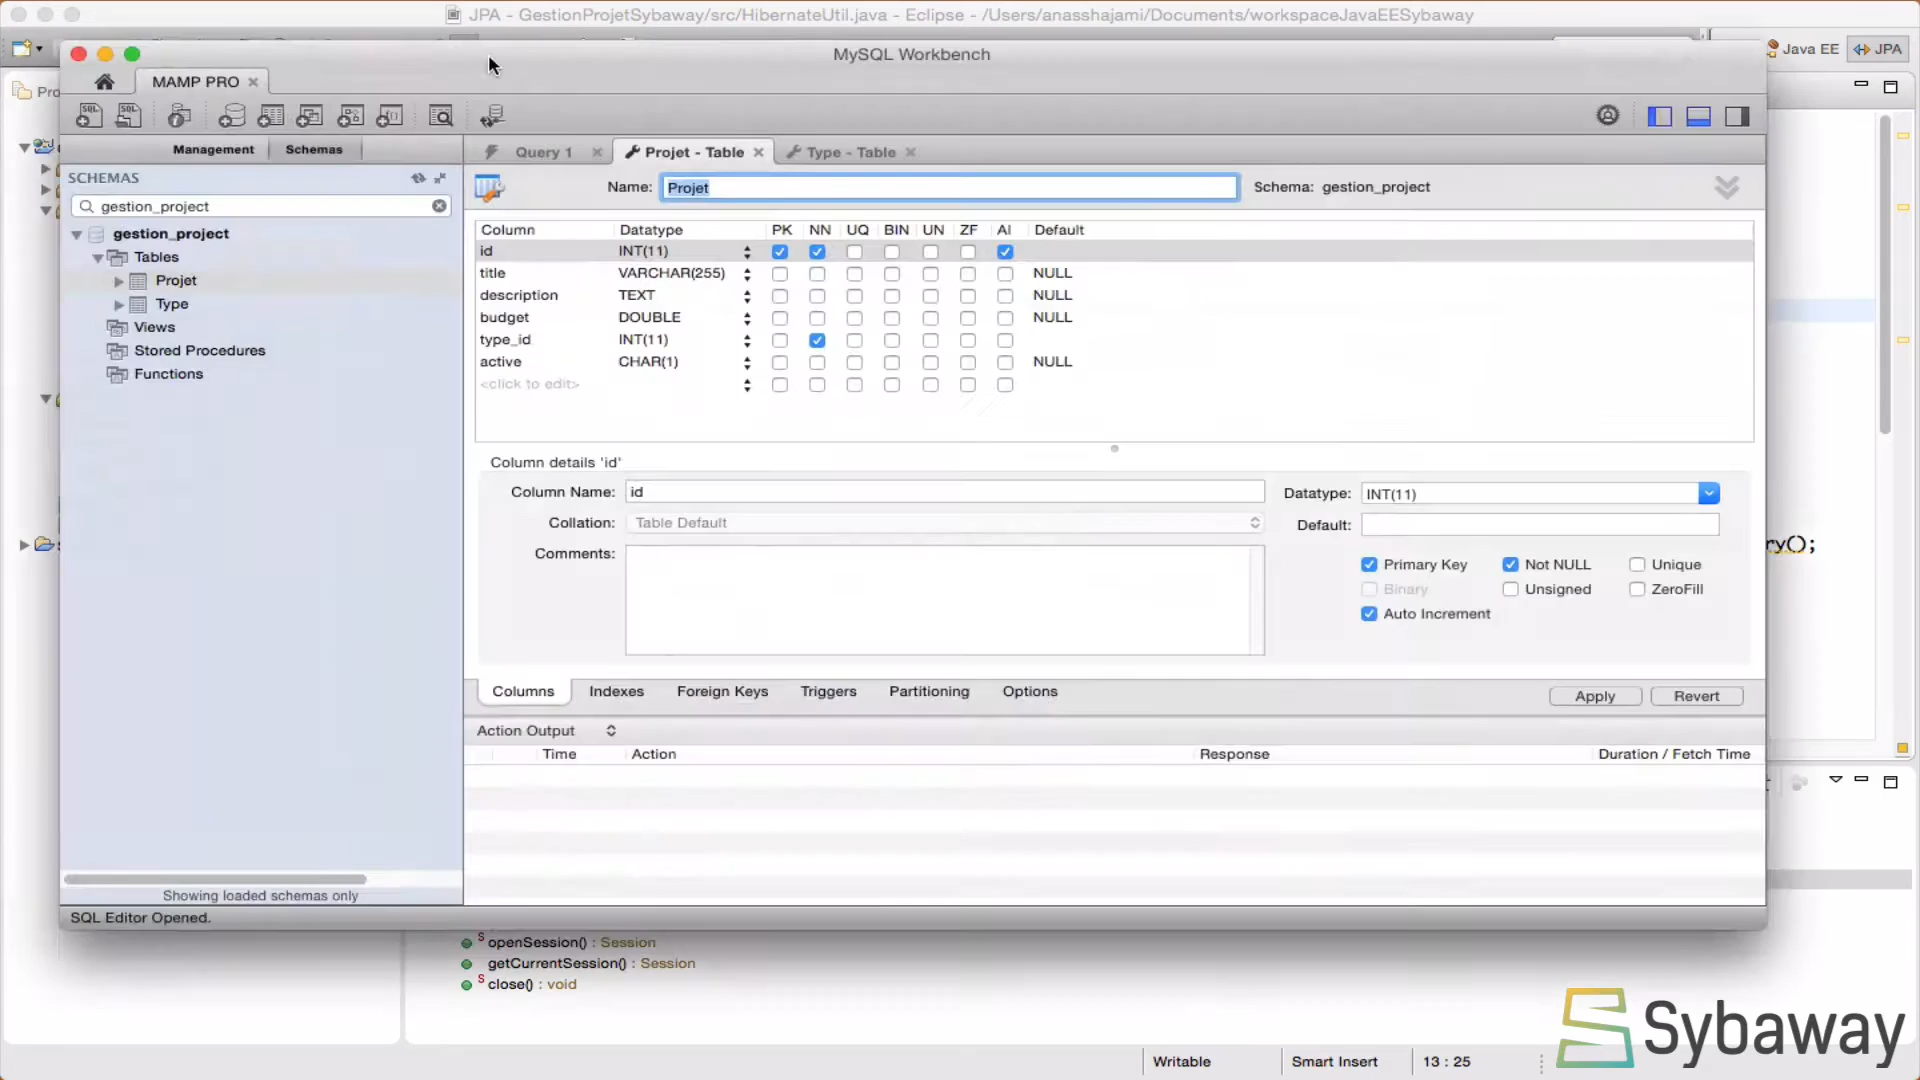 JPA - GestionProjetSybaway/src/HibernateUtil.java - Eclipse - /Users/anasshajami/Documents/workspaceJavaEESybaway
Java EE
JPA
MySQL Workbench
MAMP PRO
Pro
Management
Schemas
Query 1
Projet - Table
Type - Table
SCHEMAS
gestion_project
Name:
Projet
Schema: gestion_project
gestion_project
Tables
Projet
Type
Views
Stored Procedures
Functions
Column Datatype PK NN UQ BIN UN ZF AI Default
id INT(11)
title VARCHAR(255) NULL
description TEXT NULL
budget DOUBLE NULL
type_id INT(11)
active CHAR(1) NULL
<click to edit>
Column details 'id'
Column Name: id
Datatype: INT(11)
Collation: Table Default
Default:
Comments:
ry();
Primary Key Not NULL Unique
Binary Unsigned ZeroFill
Auto Increment
Columns Indexes Foreign Keys Triggers Partitioning Options
Apply Revert
Action Output
Time Action Response Duration / Fetch Time
Showing loaded schemas only
SQL Editor Opened.
S openSession() : Session
getCurrentSession() : Session
S close() : void
Writable
Smart Insert
13 : 25
Sybaway